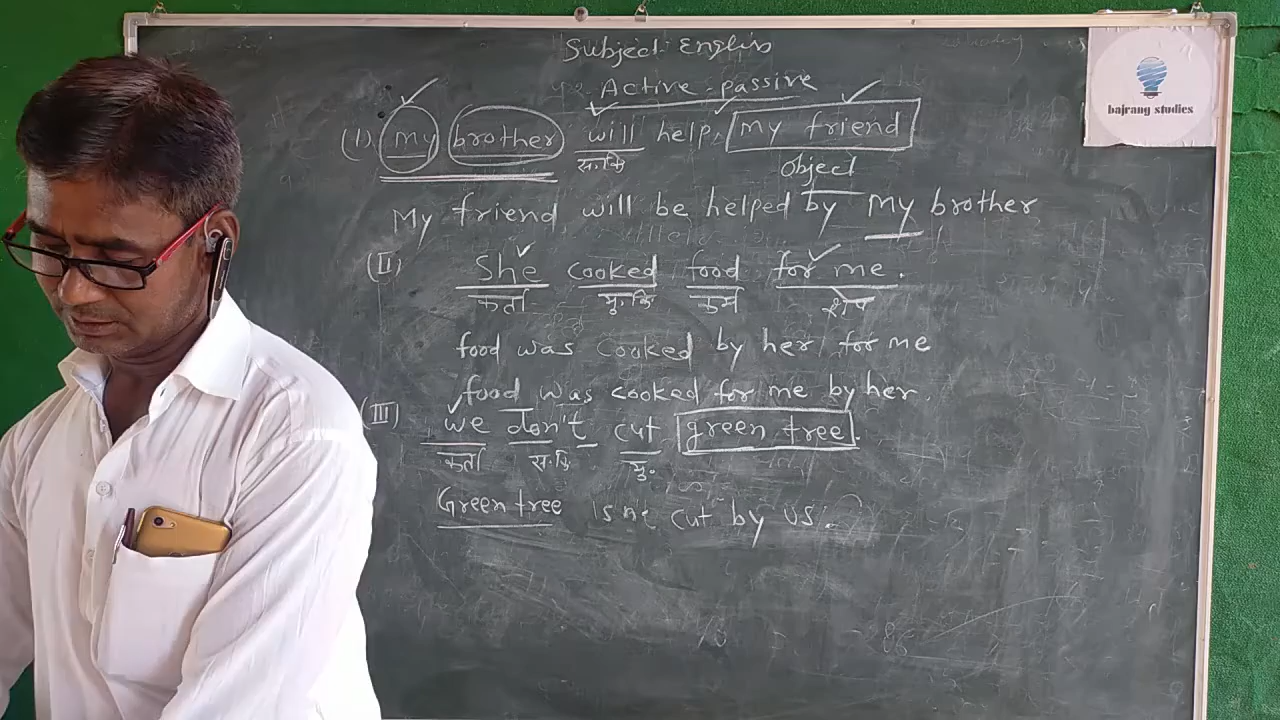 Subject: English
Active-passive
bajrang studies
(I). my brother will help my friend
स.क्रि object
My friend will be helped by my brother
(II) She cooked food for me.
कर्ता मु.क्रि कर्म शेष
food was cooked by her for me
food was cooked for me by her.
(III) we don't cut green tree.
कर्ता स.क्रि मु.
Green tree is not cut by us.